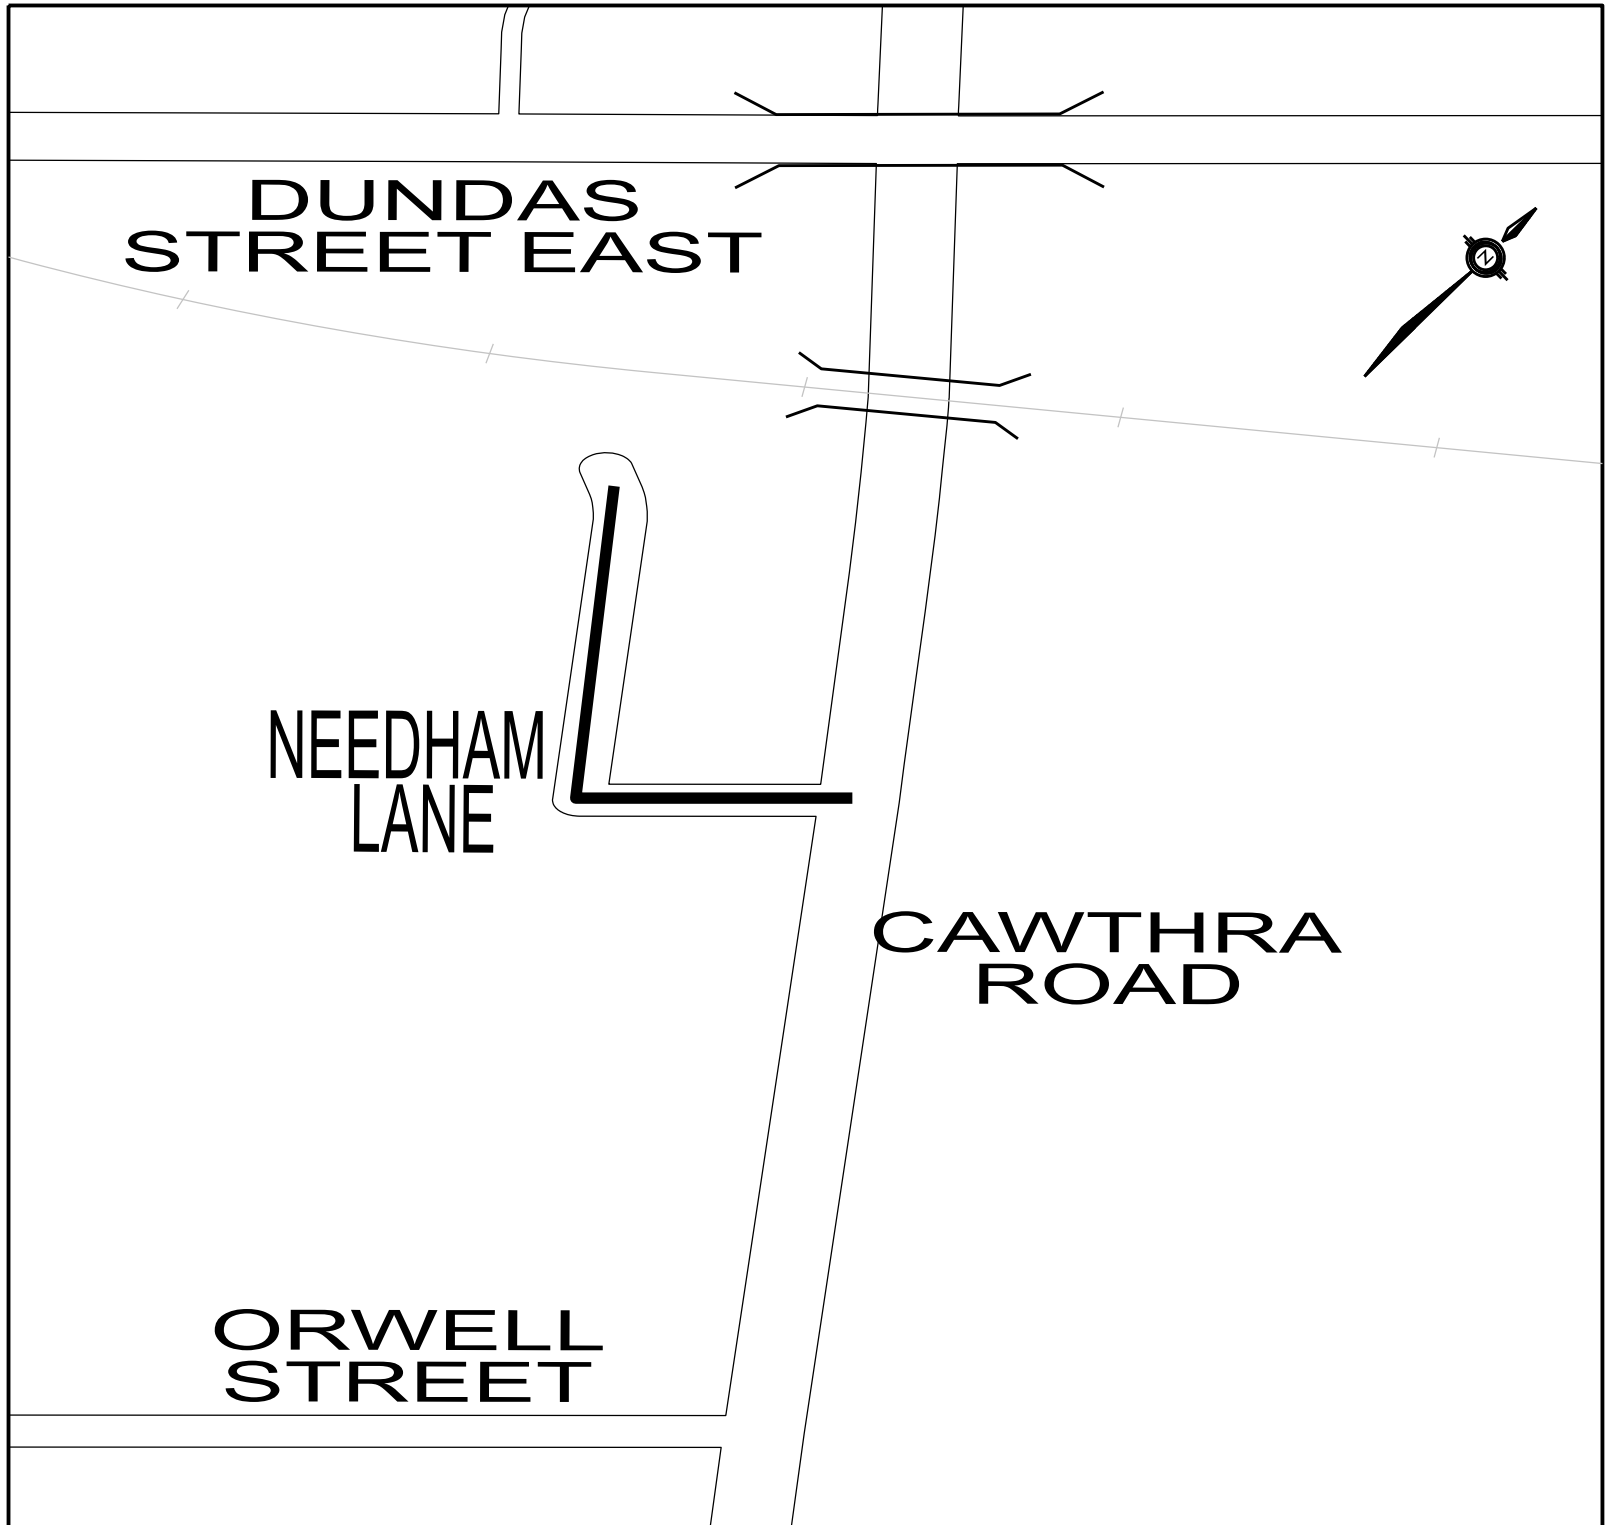 DUNDAS
STREET EAST
N
NEEDHAM
LANE
CAWTHRA
ROAD
ORWELL
STREET